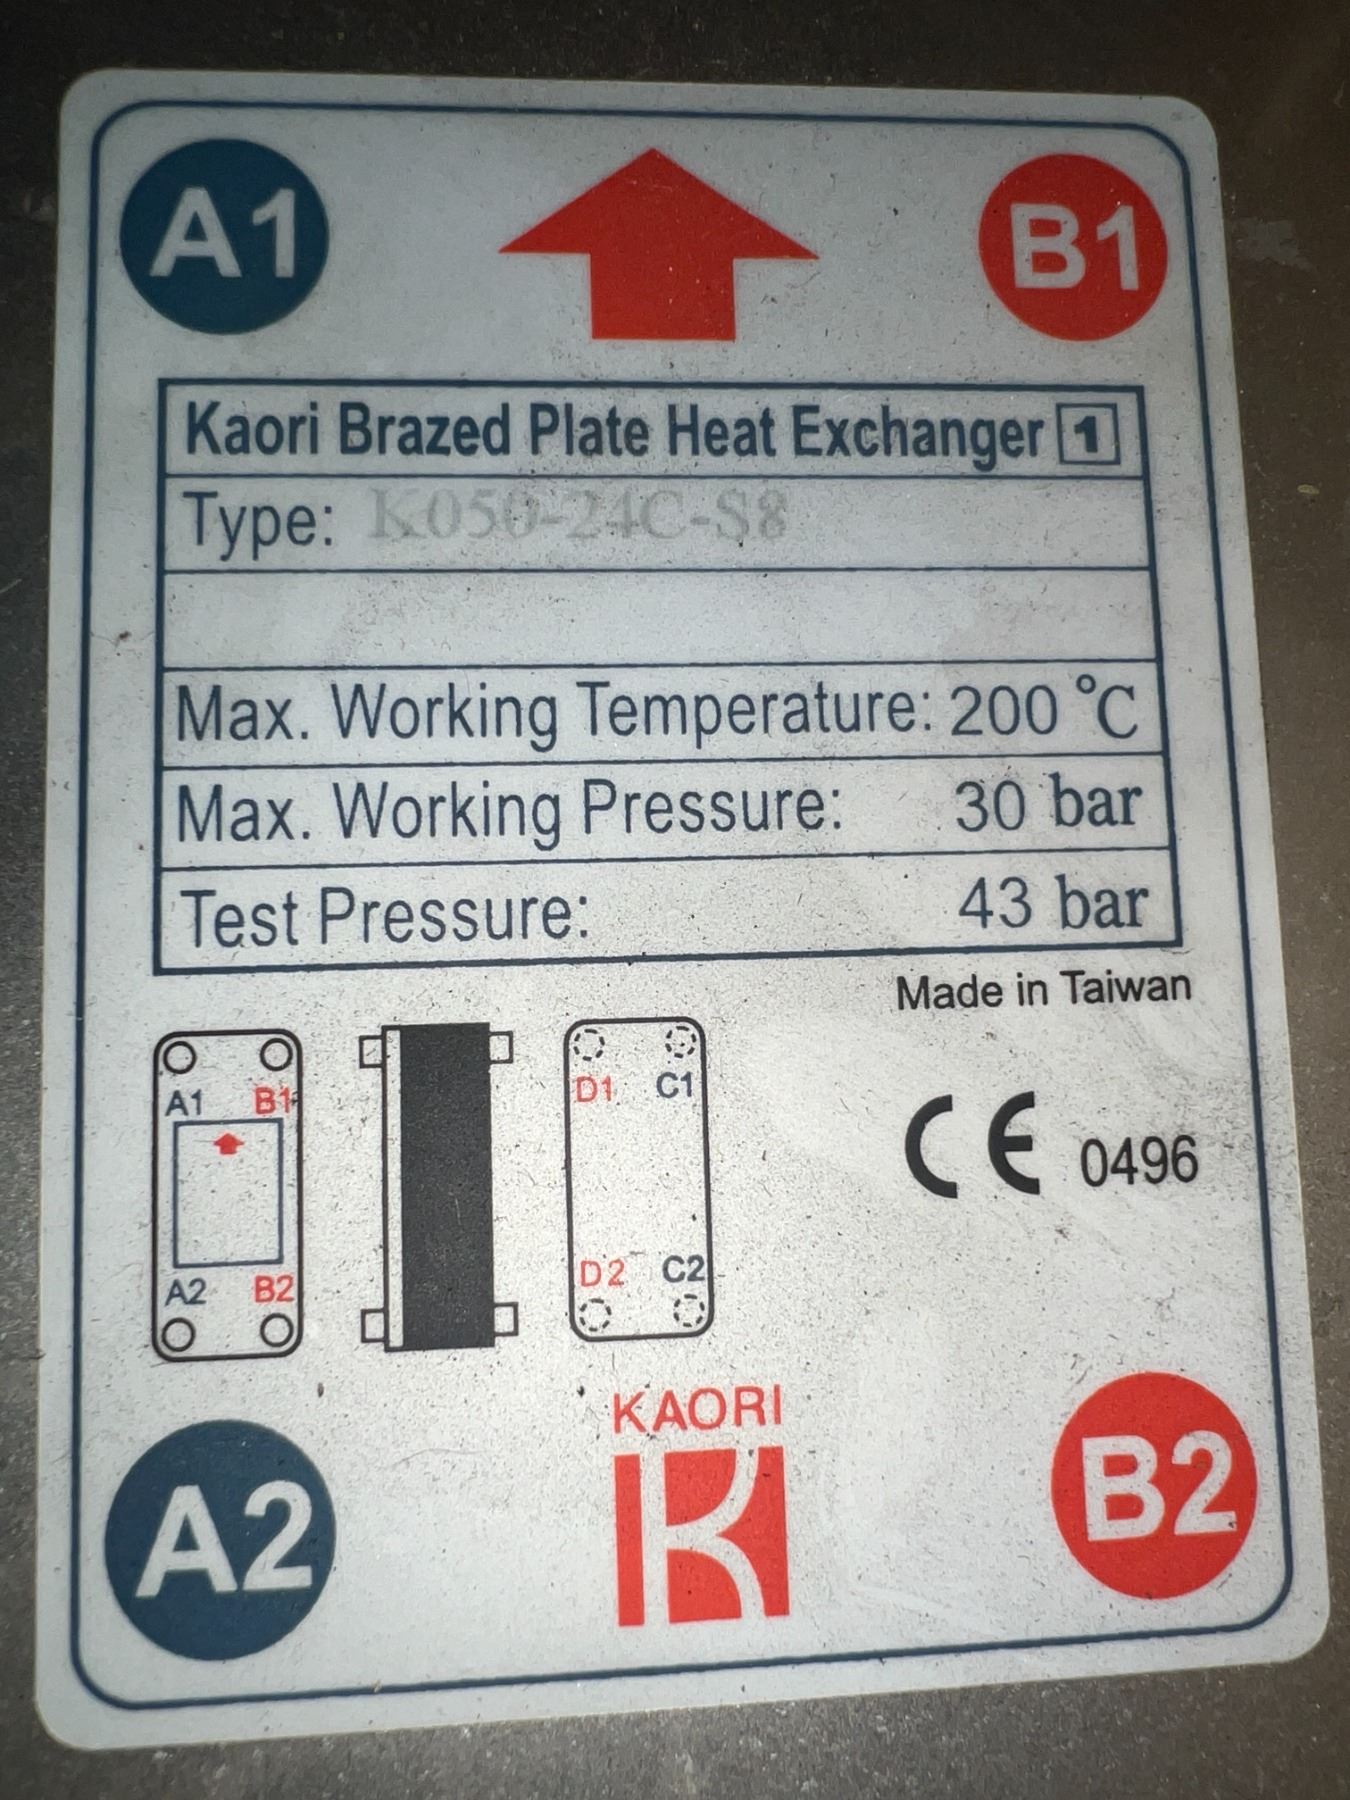 A1 B1
Kaori Brazed Plate Heat Exchanger 1
Type: K050-24C-S8
Max. Working Temperature: 200 °C
Max. Working Pressure: 30 bar
Test Pressure: 43 bar
Made in Taiwan
A1 B1 D1 C1
CE 0496
A2 B2 D2 C2
KAORI
A2 B2